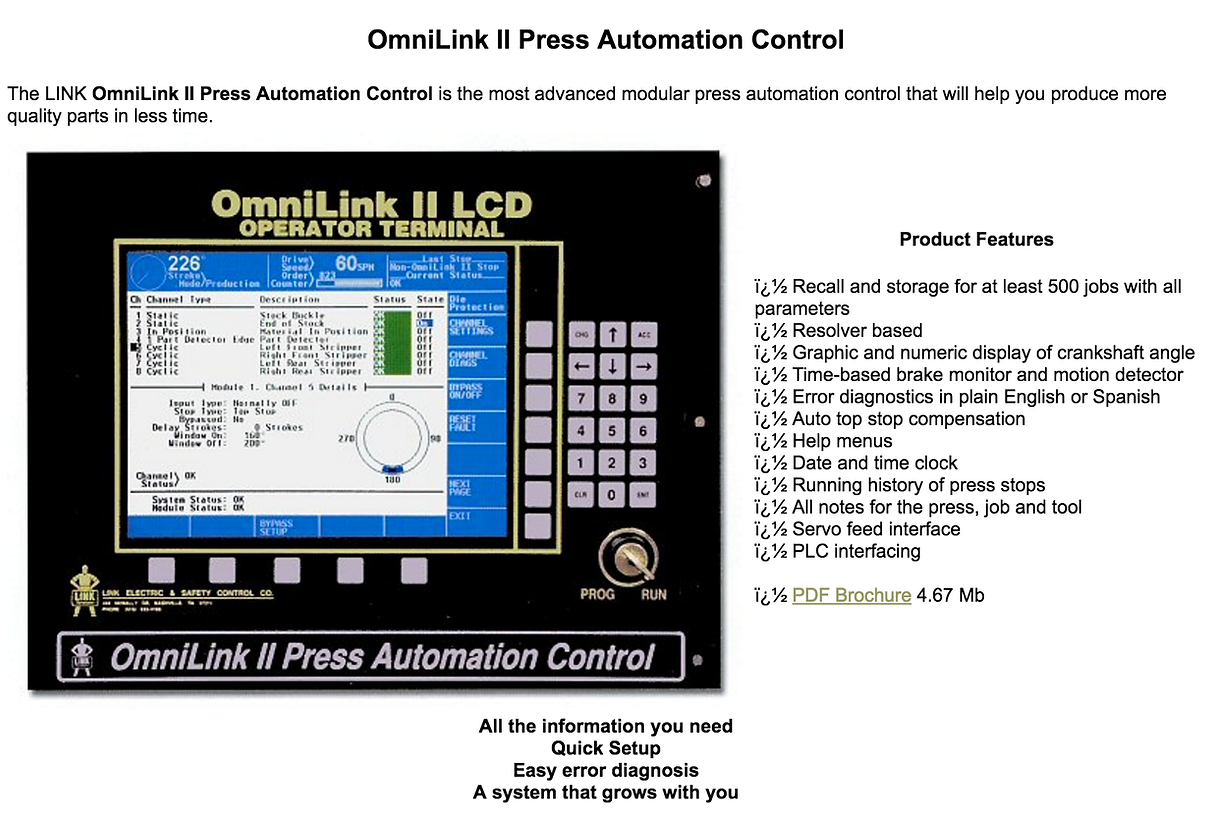 OmniLink II Press Automation Control
The LINK OmniLink II Press Automation Control is the most advanced modular press automation control that will help you produce more
quality parts in less time.
OmniLink II LCD
OPERATOR TERMINAL
226°
Stroke
Mode/Production
Drive
Speed
60 SPM
Order
Counter
823
Last Stop
Non-OmniLink II Stop
Current Status
OK
Ch Channel Type Description Status State
1 Static Stock Buckle OK Off
2 Static End of Stock OK On
3 In Position Material In Position OK Off
4 1 Part Detector Edge Part Detector OK Off
5 Cyclic Left Front Stripper OK Off
6 Cyclic Right Front Stripper OK Off
7 Cyclic Left Rear Stripper OK Off
8 Cyclic Right Rear Stripper OK Off
Die
Protection
CHANNEL
SETTINGS
CHANNEL
DIAGS
BYPASS
ON/OFF
RESET
FAULT
NEXT
PAGE
EXIT
Module 1. Channel 5 Details
Input Type: Normally Off
Stop Type: Top Stop
Bypassed: No
Delay Strokes: 0 Strokes
Window On: 160°
Window Off: 200°
0
270
90
180
Channel OK
Status
System Status: OK
Module Status: OK
BYPASS
SETUP
CHG ↑ ACC
← ↓ →
7 8 9
4 5 6
1 2 3
CLR 0 ENT
PROG RUN
LINK
LINK ELECTRIC & SAFETY CONTROL CO.
LINK
OmniLink II Press Automation Control
Product Features
ï¿½ Recall and storage for at least 500 jobs with all
parameters
ï¿½ Resolver based
ï¿½ Graphic and numeric display of crankshaft angle
ï¿½ Time-based brake monitor and motion detector
ï¿½ Error diagnostics in plain English or Spanish
ï¿½ Auto top stop compensation
ï¿½ Help menus
ï¿½ Date and time clock
ï¿½ Running history of press stops
ï¿½ All notes for the press, job and tool
ï¿½ Servo feed interface
ï¿½ PLC interfacing
ï¿½ PDF Brochure 4.67 Mb
All the information you need
Quick Setup
Easy error diagnosis
A system that grows with you